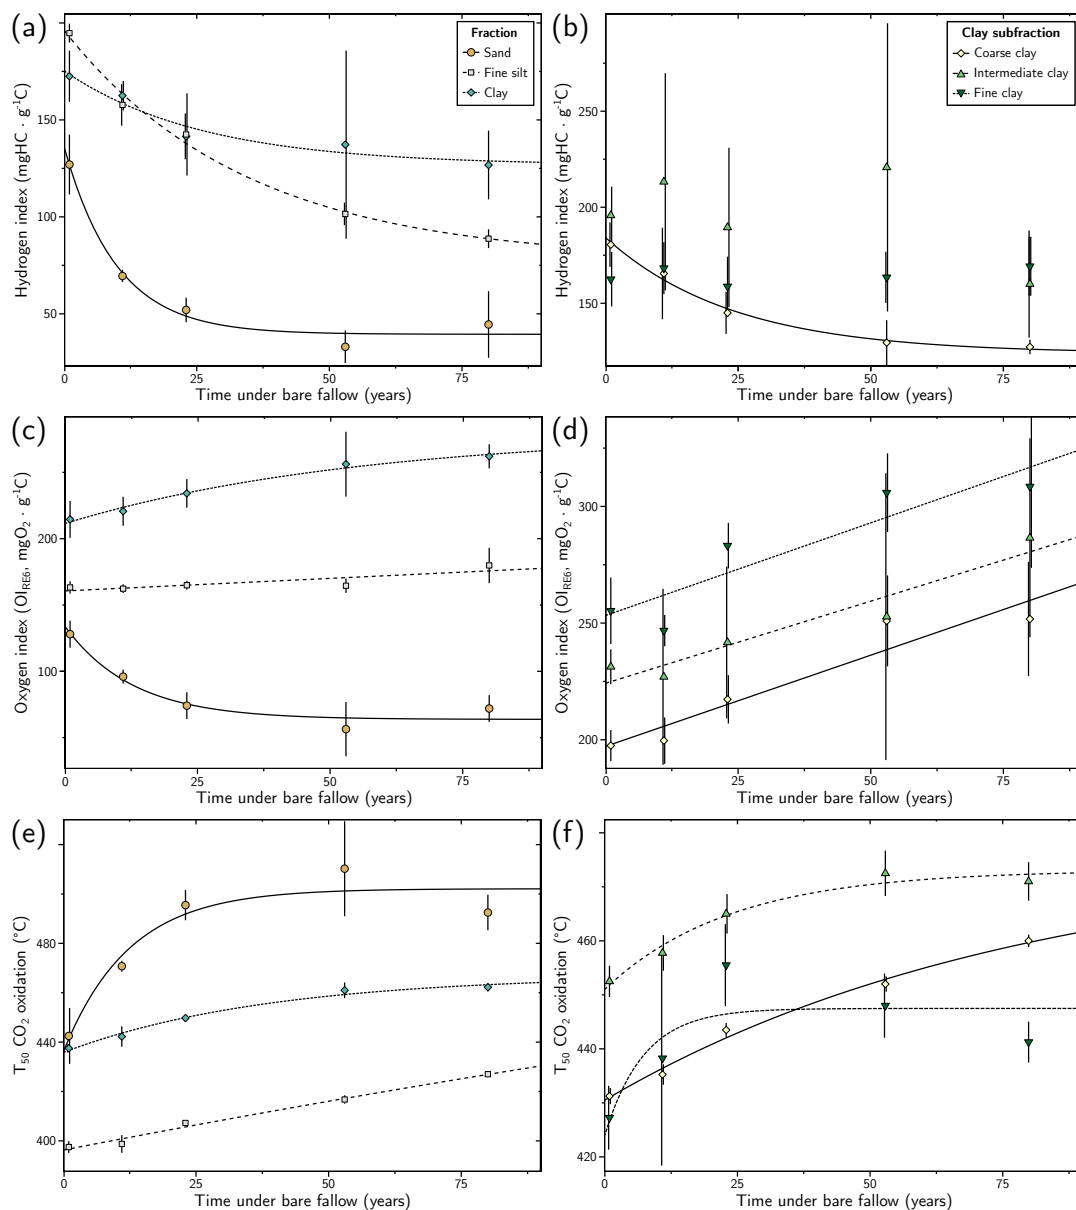 (a)
Fraction
Sand
Fine silt
Clay
Hydrogen index (mgHC · g⁻¹C)
150
100
50
0 25 50 75
Time under bare fallow (years)
(b)
Clay subfraction
Coarse clay
Intermediate clay
Fine clay
Hydrogen index (mgHC · g⁻¹C)
250
200
150
0 25 50 75
Time under bare fallow (years)
(c)
Oxygen index (OI_RE6, mgO₂ · g⁻¹C)
200
100
0 25 50 75
Time under bare fallow (years)
(d)
Oxygen index (OI_RE6, mgO₂ · g⁻¹C)
300
250
200
0 25 50 75
Time under bare fallow (years)
(e)
T₅₀ CO₂ oxidation (°C)
480
440
400
0 25 50 75
Time under bare fallow (years)
(f)
T₅₀ CO₂ oxidation (°C)
460
440
420
0 25 50 75
Time under bare fallow (years)